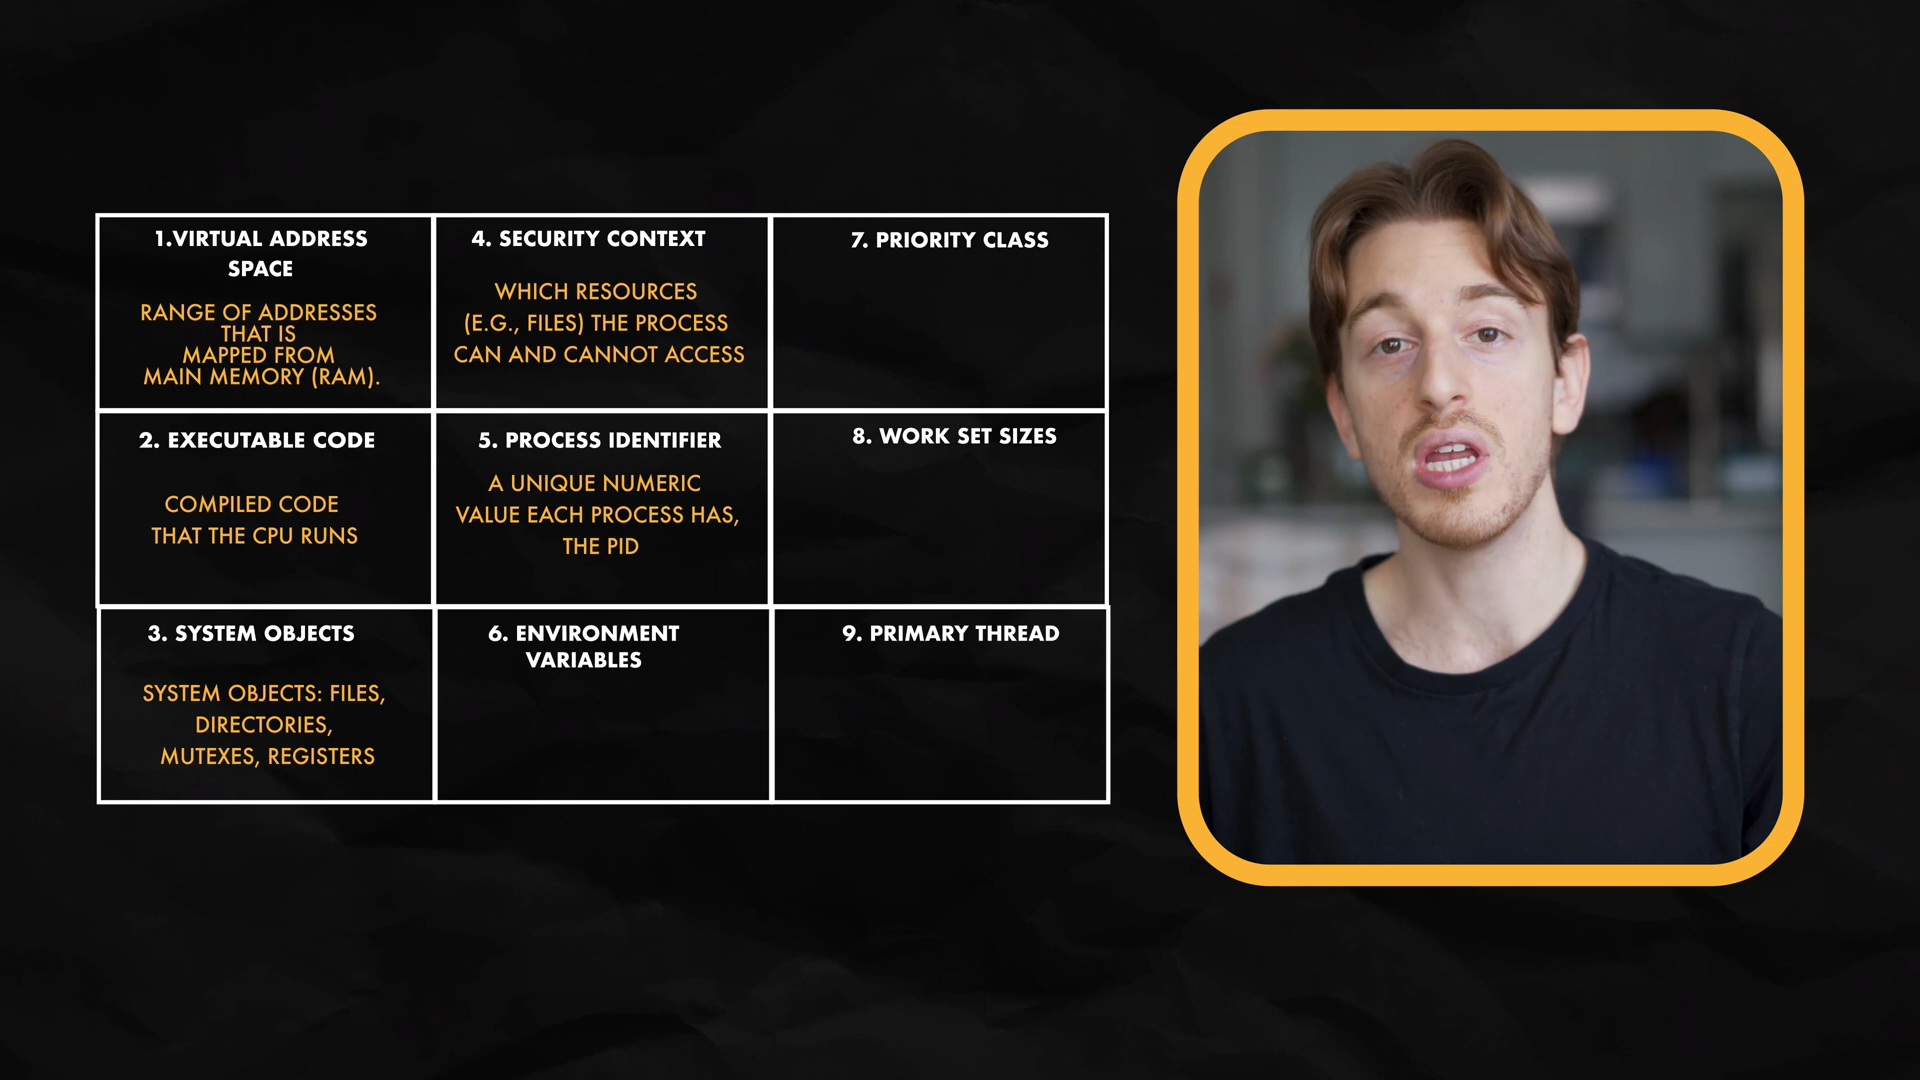 1.VIRTUAL ADDRESS
SPACE
RANGE OF ADDRESSES
THAT IS
MAPPED FROM
MAIN MEMORY (RAM).
2. EXECUTABLE CODE
COMPILED CODE
THAT THE CPU RUNS
3. SYSTEM OBJECTS
SYSTEM OBJECTS: FILES,
DIRECTORIES,
MUTEXES, REGISTERS
4. SECURITY CONTEXT
WHICH RESOURCES
(E.G., FILES) THE PROCESS
CAN AND CANNOT ACCESS
5. PROCESS IDENTIFIER
A UNIQUE NUMERIC
VALUE EACH PROCESS HAS,
THE PID
6. ENVIRONMENT
VARIABLES
7. PRIORITY CLASS
8. WORK SET SIZES
9. PRIMARY THREAD